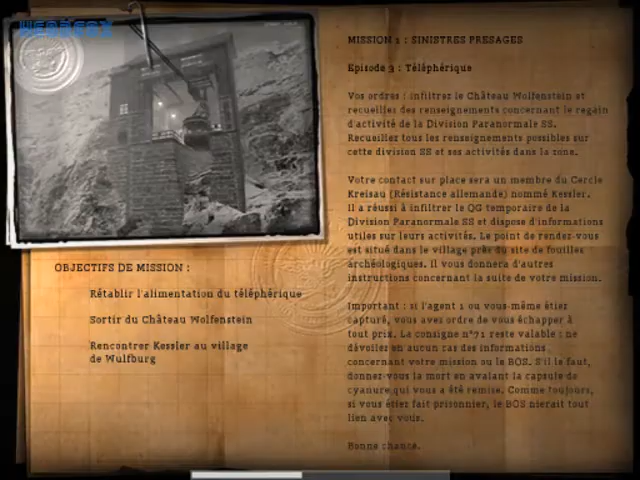 MISSION 1 : SINISTRES PRESAGES
Episode 3 : Téléphérique
Vos ordres : infiltrez le Château Wolfenstein et
recueilles des renseignements concernant le regain
d'activité de la Division Paranormale SS.
Recueillez tous les renseignements possibles sur
cette division SS et ses activités dans la zone.
Votre contact sur place sera un membre du Cercle
Kreisau (Résistance allemande) nommé Kessler.
Il a réussi à infiltrer le QG temporaire de la
Division Paranormale SS et dispose d'informations
utiles sur leurs activités. Le point de rendez-vous
est situé dans le village près du site de fouilles
archéologiques. Il vous donnera d'autres
instructions concernant la suite de votre mission.
Important : si l'agent 1 ou vous-même étiez
capturé, vous avez ordre de vous échapper à
tout prix. La consigne n°71 reste valable : ne
dévoiler en aucun cas des informations
concernant votre mission ou le BOS. S'il le faut,
donnez-vous la mort en avalant la capsule de
cyanure qui vous a été remise. Comme toujours,
si vous étiez fait prisonnier, le BOS nierait tout
lien avec vous.
Bonne chance.
OBJECTIFS DE MISSION :
Rétablir l'alimentation du téléphérique
Sortir du Château Wolfenstein
Rencontrer Kessler au village
de Wulfburg